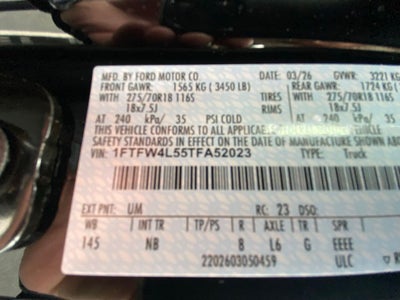 MFD. BY FORD MOTOR CO. DATE: 03/26 GVWR: 3221 KG
FRONT GAWR: 1565 KG ( 3450 LB) REAR GAWR: 1724 KG
WITH 275/70R18 116S TIRES WITH 275/70R18 116S
18x7.5J RIMS 18x7.5J
AT 240 kPa/ 35 PSI COLD AT 240 kPa/ 35
THIS VEHICLE CONFORMS TO ALL APPLICABLE VEHICLE
SAFETY STANDARDS IN EFFECT ON THE DATE OF MANUFACTURE SHOWN ABO
VIN: 1FTFW4L55TFA52023 TYPE: Truck
EXT PNT: UM RC: 23 DSO:
WB INT TR TP/PS R AXLE TR SPR
145 NB B L6 G EEEE
2202603050459 ULC